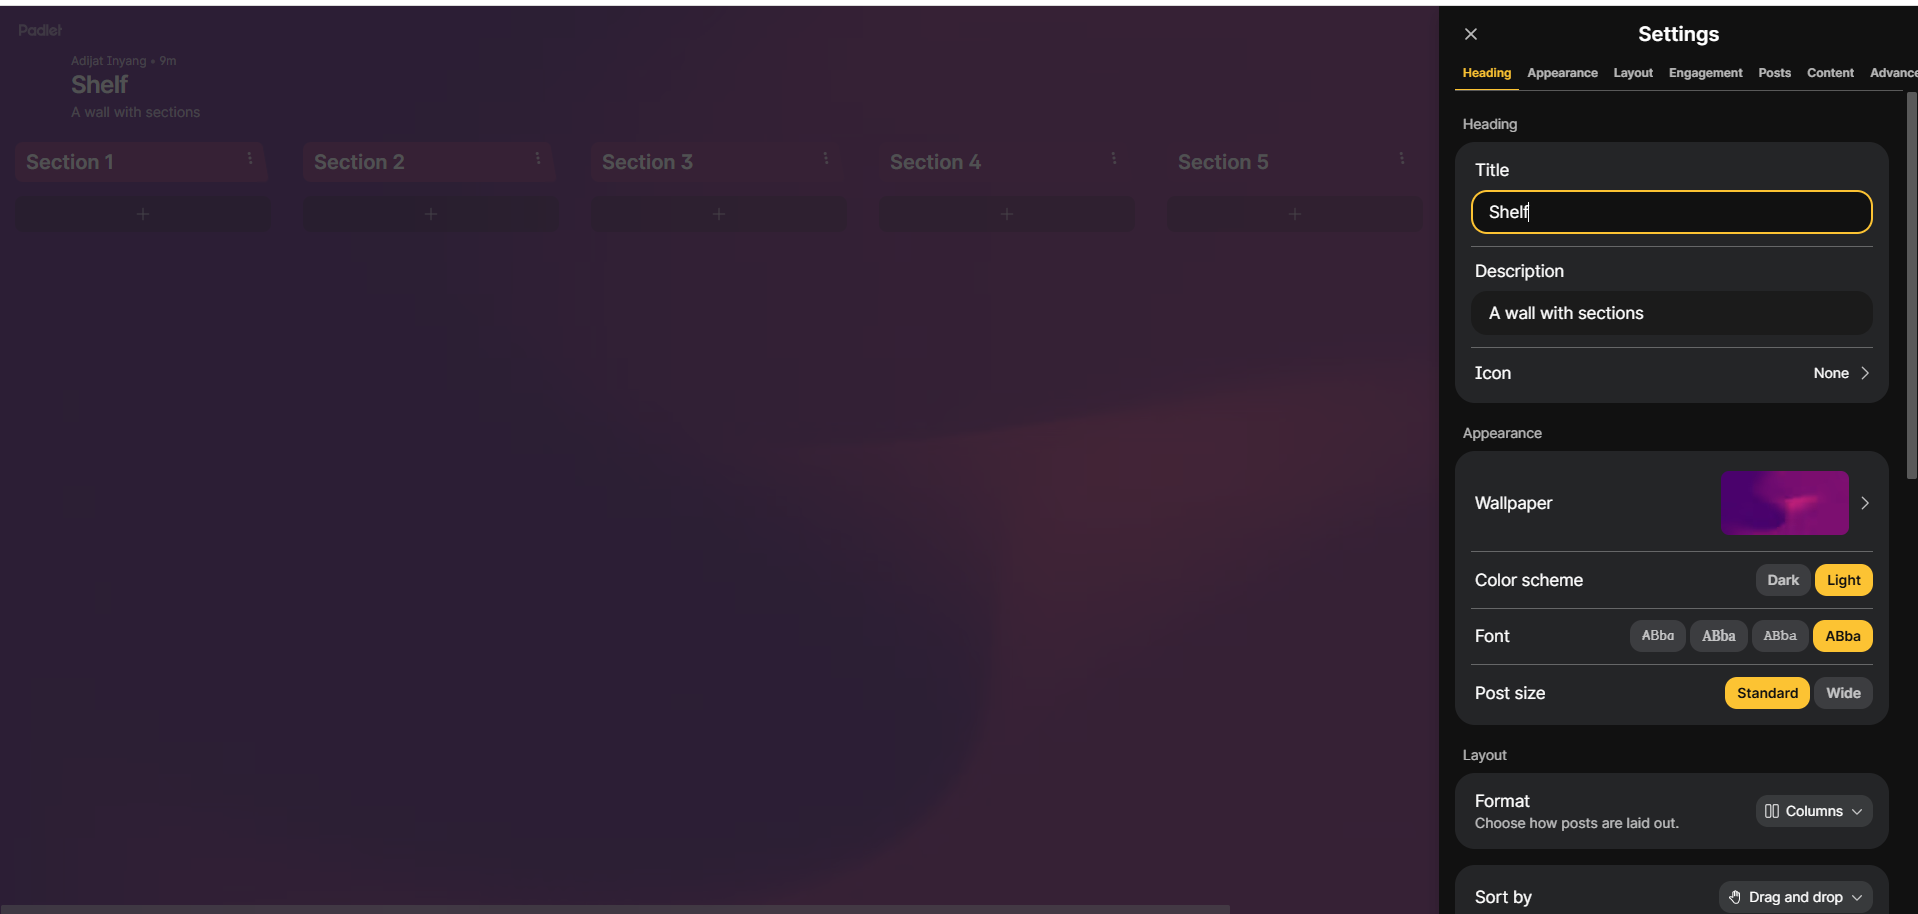 Padlet
Adijat Inyang • 9m
Shelf
A wall with sections
Section 1
Section 2
Section 3
Section 4
Section 5
Settings
Heading Appearance Layout Engagement Posts Content Advance
Heading
Title
Shelf
Description
A wall with sections
Icon None
Appearance
Wallpaper
Color scheme Dark Light
Font ABba ABba ABba ABba
Post size Standard Wide
Layout
Format
Choose how posts are laid out.
Columns
Sort by Drag and drop